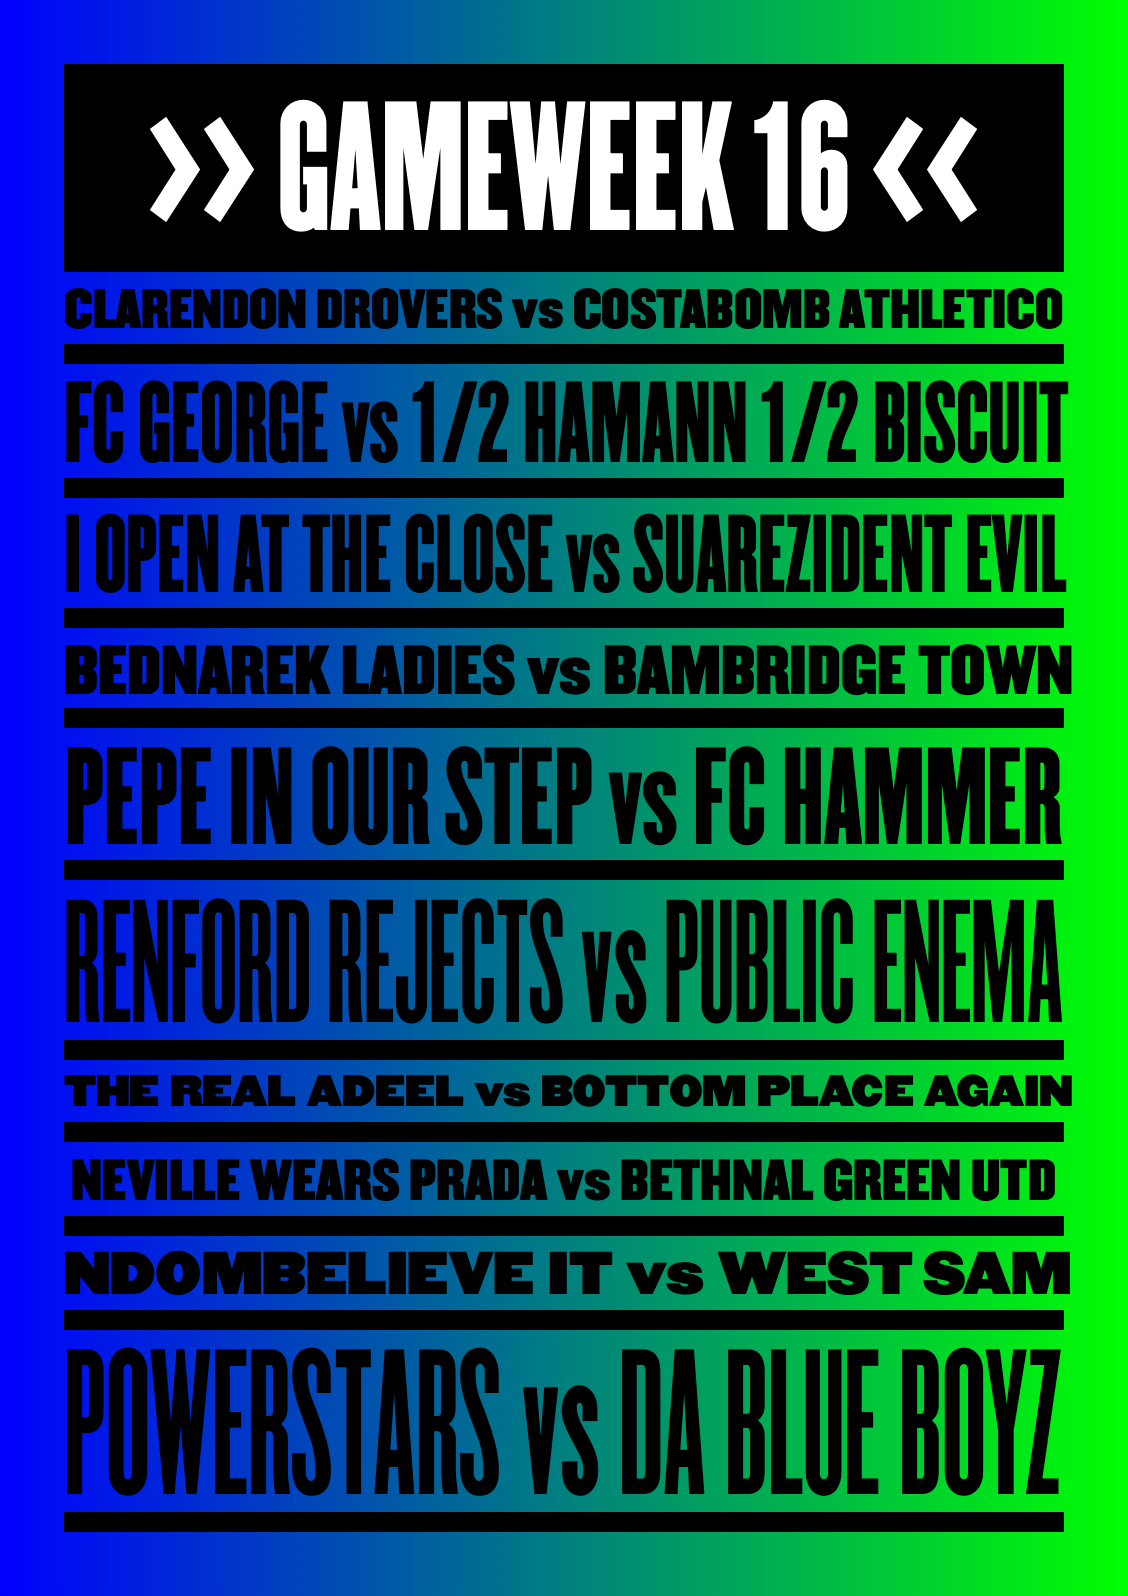 >> GAMEWEEK 16 <<
CLARENDON DROVERS vs COSTABOMB ATHLETICO
FC GEORGE vs 1/2 HAMANN 1/2 BISCUIT
I OPEN AT THE CLOSE vs SUAREZIDENT EVIL
BEDNAREK LADIES vs BAMBRIDGE TOWN
PEPE IN OUR STEP vs FC HAMMER
RENFORD REJECTS vs PUBLIC ENEMA
THE REAL ADEEL vs BOTTOM PLACE AGAIN
NEVILLE WEARS PRADA vs BETHNAL GREEN UTD
NDOMBELIEVE IT vs WEST SAM
POWERSTARS vs DA BLUE BOYZ